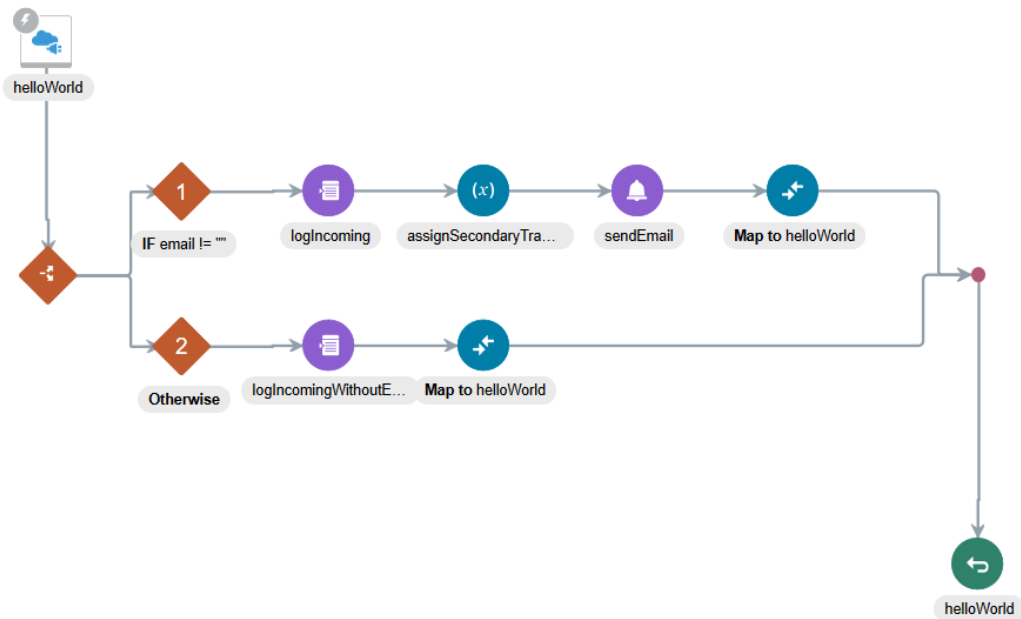 helloWorld
1
IF email != ""
logIncoming
(x)
assignSecondaryTra...
sendEmail
Map to helloWorld
2
Otherwise
logIncomingWithoutE...
Map to helloWorld
helloWorld